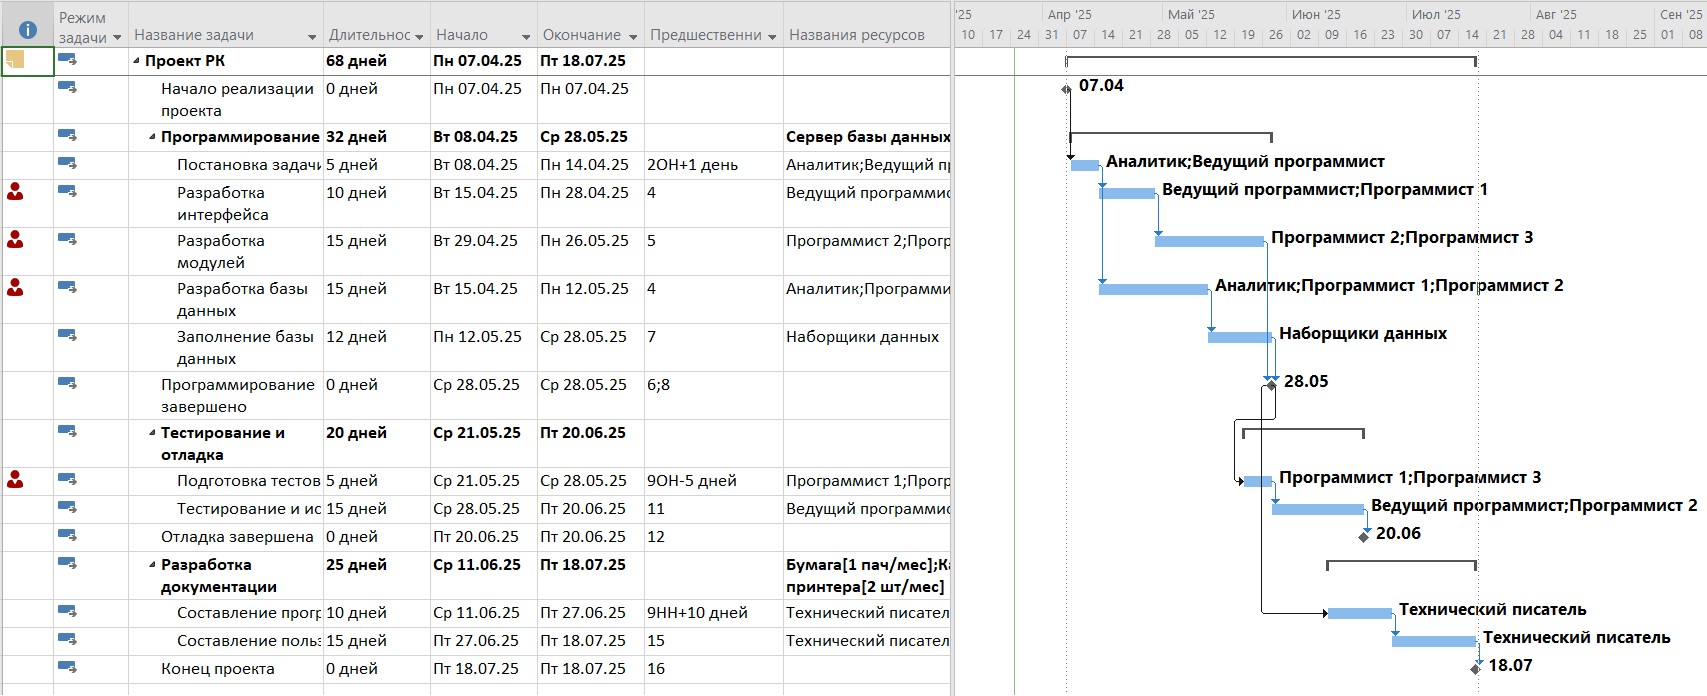 Режим задачи Название задачи Длительнос Начало Окончание Предшественни Названия ресурсов
'25 Апр '25 Май '25 Июн '25 Июл '25 Авг '25 Сен '25
10 17 24 31 07 14 21 28 05 12 19 26 02 09 16 23 30 07 14 21 28 04 11 18 25 01 08
Проект РК 68 дней Пн 07.04.25 Пт 18.07.25
Начало реализации проекта 0 дней Пн 07.04.25 Пн 07.04.25 07.04
Программирование 32 дней Вт 08.04.25 Ср 28.05.25 Сервер базы данных
Постановка задачи 5 дней Вт 08.04.25 Пн 14.04.25 2ОН+1 день Аналитик;Ведущий Аналитик;Ведущий программист
Разработка интерфейса 10 дней Вт 15.04.25 Пн 28.04.25 4 Ведущий программис Ведущий программист;Программист 1
Разработка модулей 15 дней Вт 29.04.25 Пн 26.05.25 5 Программист 2;Прог Программист 2;Программист 3
Разработка базы данных 15 дней Вт 15.04.25 Пн 12.05.25 4 Аналитик;Программи Аналитик;Программист 1;Программист 2
Заполнение базы данных 12 дней Пн 12.05.25 Ср 28.05.25 7 Наборщики данных Наборщики данных
Программирование завершено 0 дней Ср 28.05.25 Ср 28.05.25 6;8 28.05
Тестирование и отладка 20 дней Ср 21.05.25 Пт 20.06.25
Подготовка тестов 5 дней Ср 21.05.25 Ср 28.05.25 9ОН-5 дней Программист 1;Прог Программист 1;Программист 3
Тестирование и ис 15 дней Ср 28.05.25 Пт 20.06.25 11 Ведущий программис Ведущий программист;Программист 2
Отладка завершена 0 дней Пт 20.06.25 Пт 20.06.25 12 20.06
Разработка документации 25 дней Ср 11.06.25 Пт 18.07.25 Бумага[1 пач/мес];Ка принтера[2 шт/мес]
Составление прог 10 дней Ср 11.06.25 Пт 27.06.25 9НН+10 дней Технический писател Технический писатель
Составление поль 15 дней Пт 27.06.25 Пт 18.07.25 15 Технический писател Технический писатель
Конец проекта 0 дней Пт 18.07.25 Пт 18.07.25 16 18.07